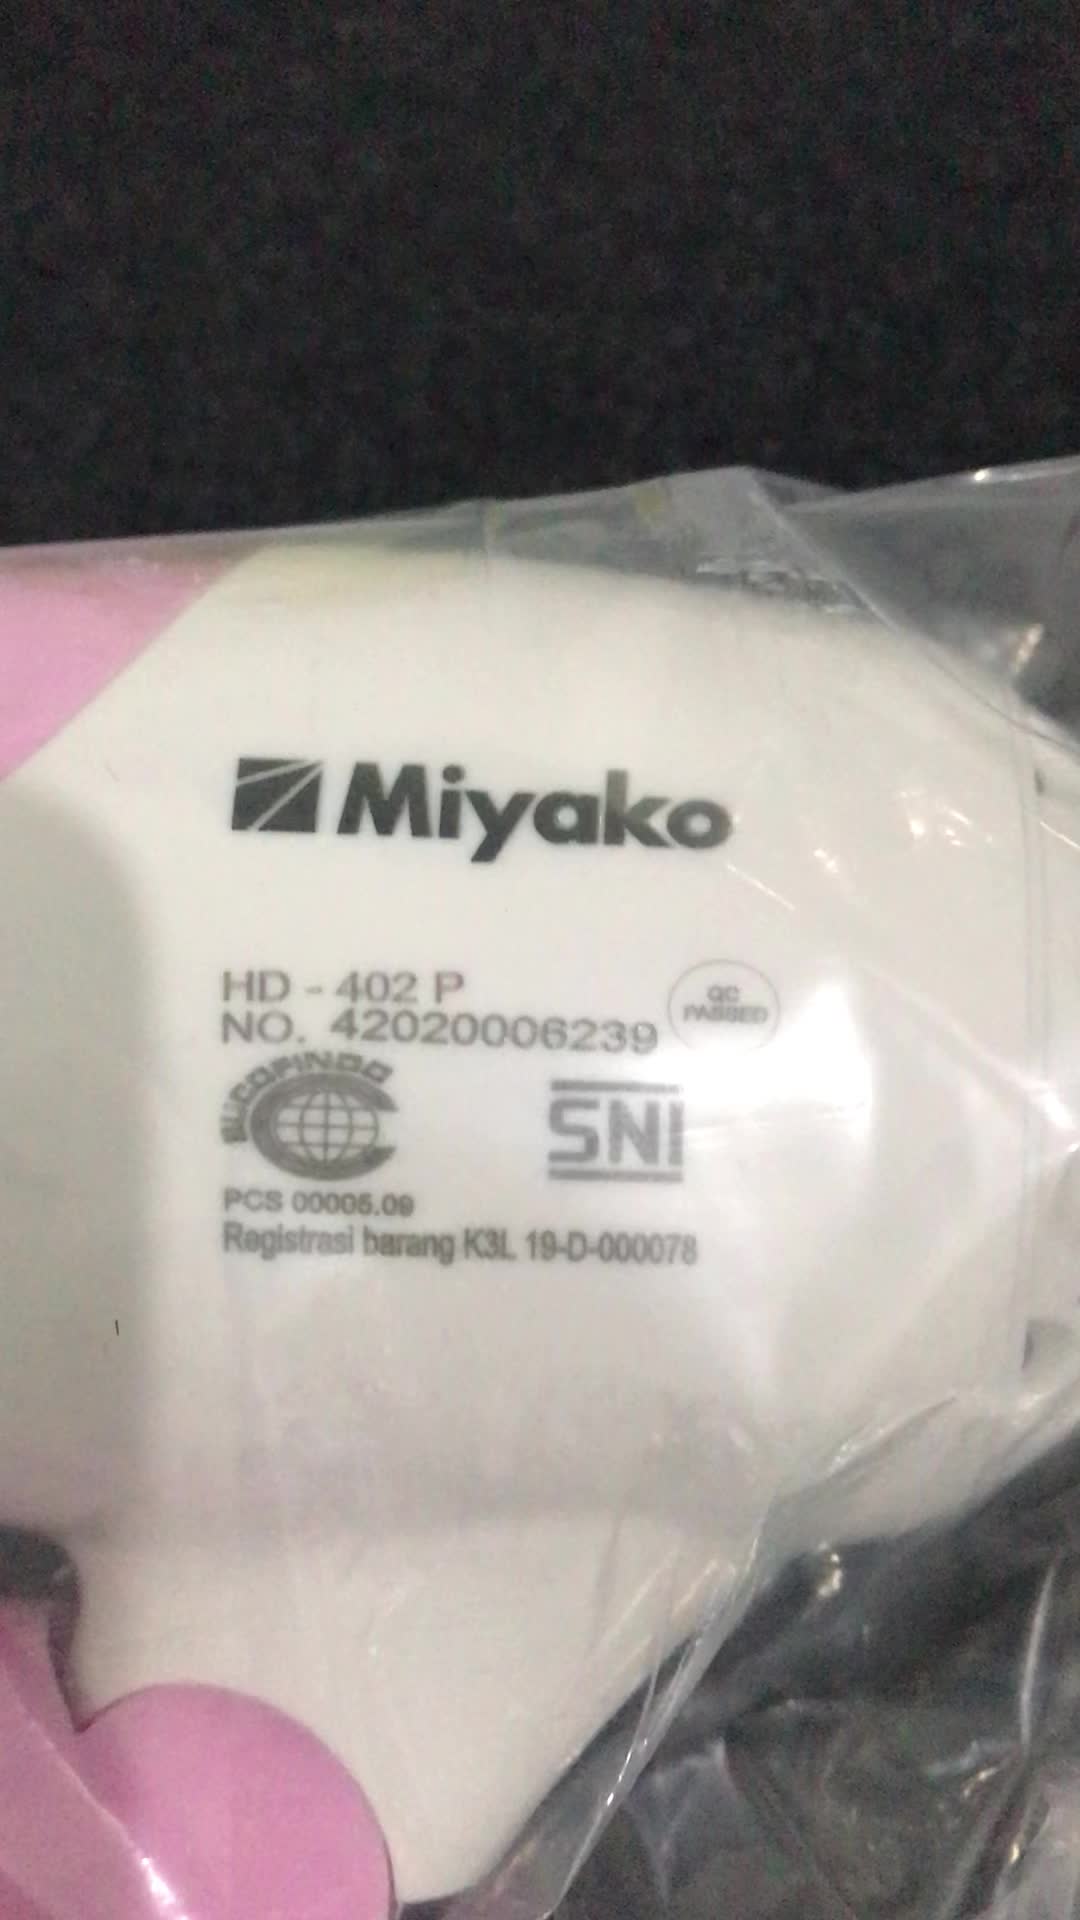 Miyako
HD - 402 P
NO. 42020006239
QC
PASSED
SUCOFINDO
SNI
PCS 00005.09
Registrasi barang K3L 19-D-000078